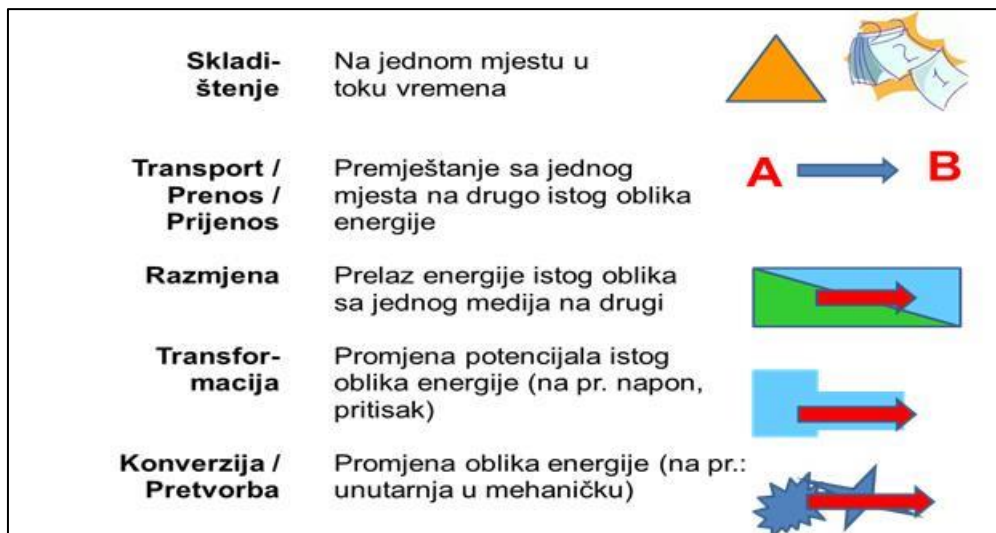 Skladi- Na jednom mjestu u
štenje toku vremena
Transport / Premještanje sa jednog
Prenos / mjesta na drugo istog oblika
Prijenos energije
A B
Razmjena Prelaz energije istog oblika
sa jednog medija na drugi
Transfor- Promjena potencijala istog
macija oblika energije (na pr. napon,
pritisak)
Konverzija / Promjena oblika energije (na pr.:
Pretvorba unutarnja u mehaničku)